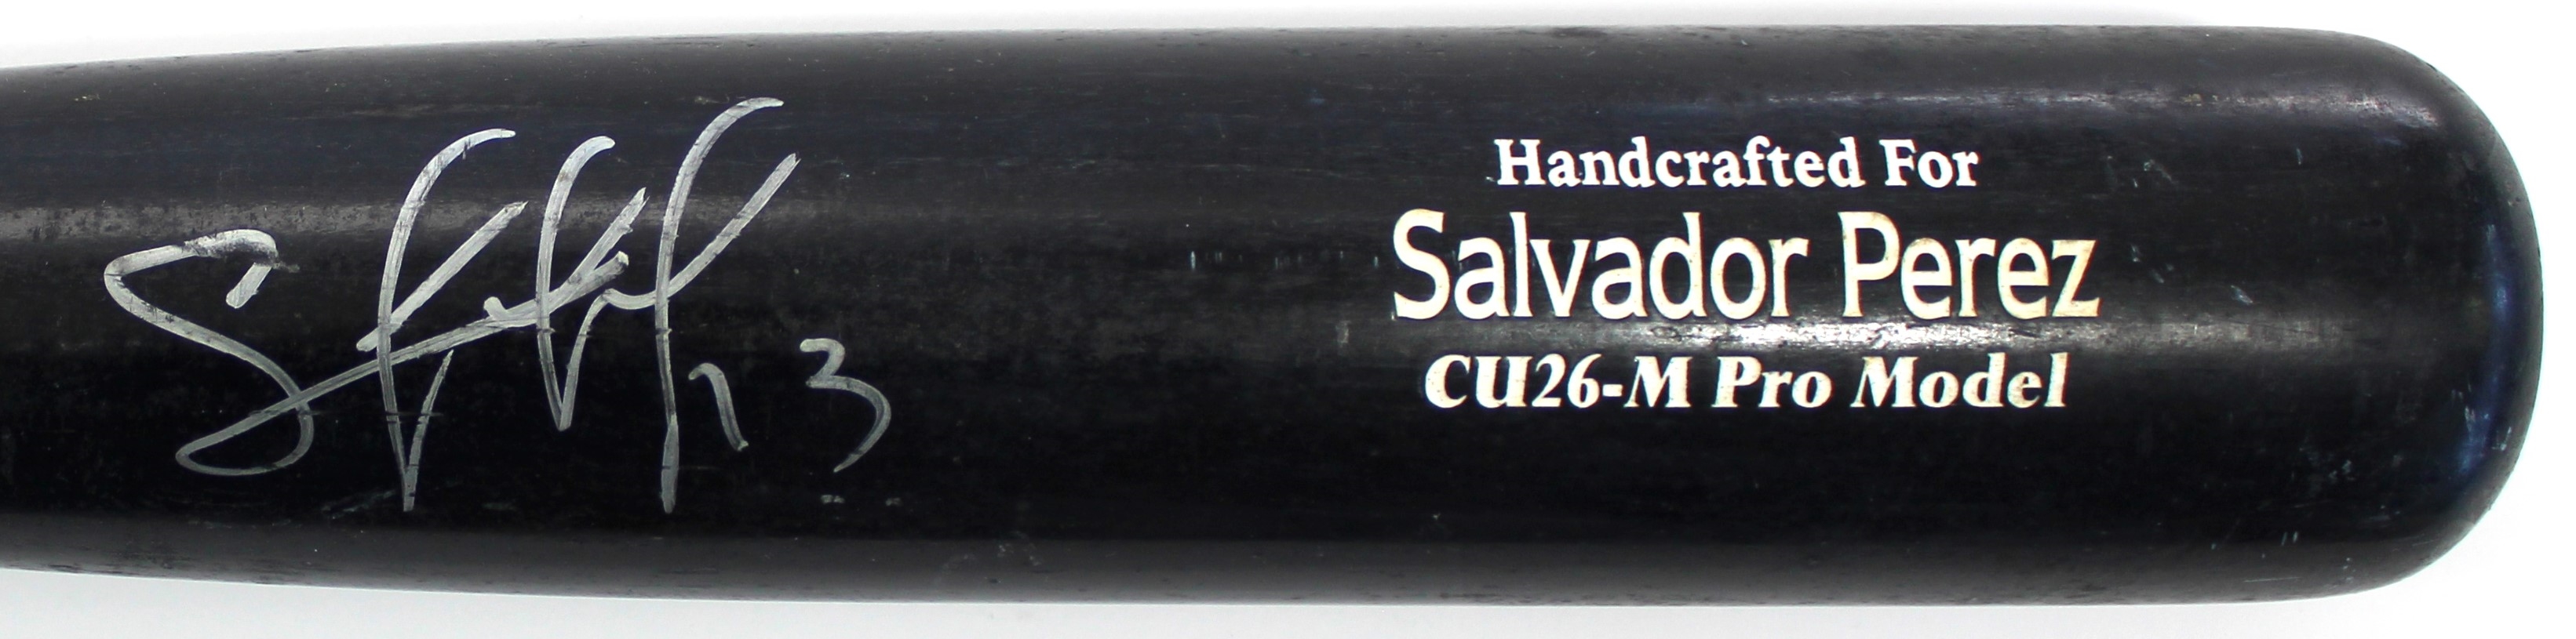 13
Handcrafted For
Salvador Perez
CU26-M Pro Model